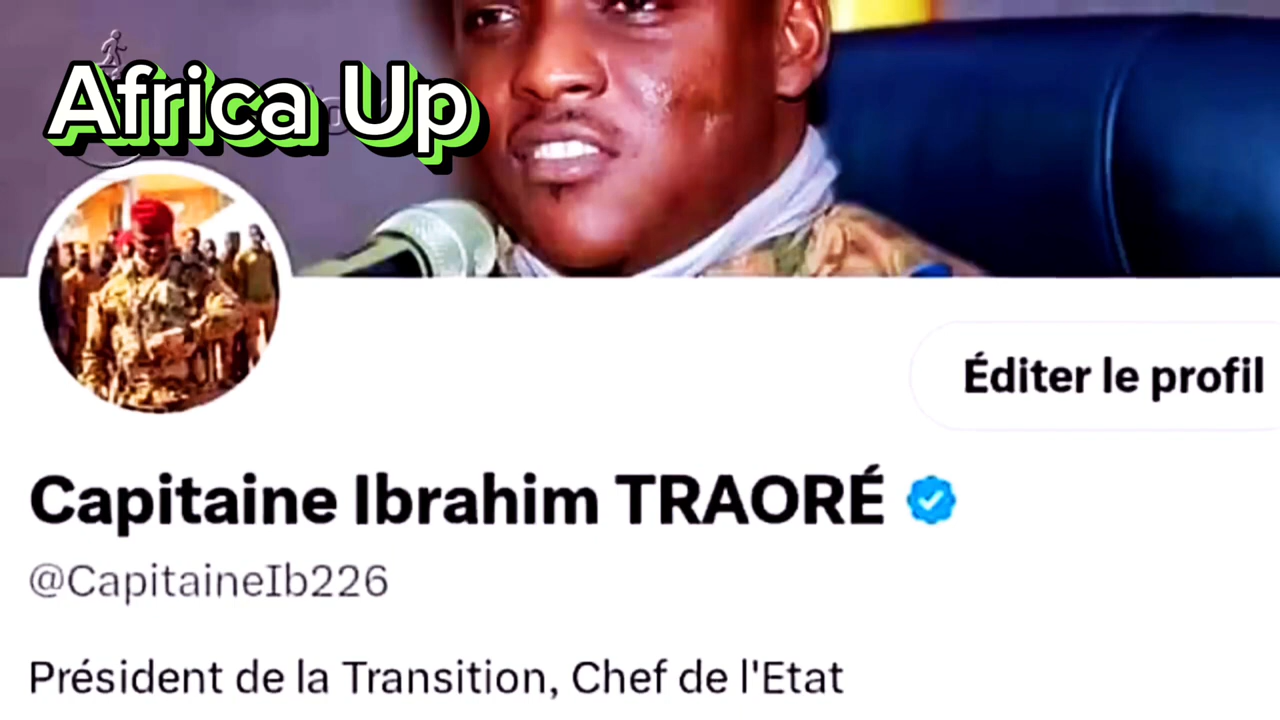 Africa Up
Éditer le profil
Capitaine Ibrahim TRAORÉ
@CapitaineIb226
Président de la Transition, Chef de l'Etat